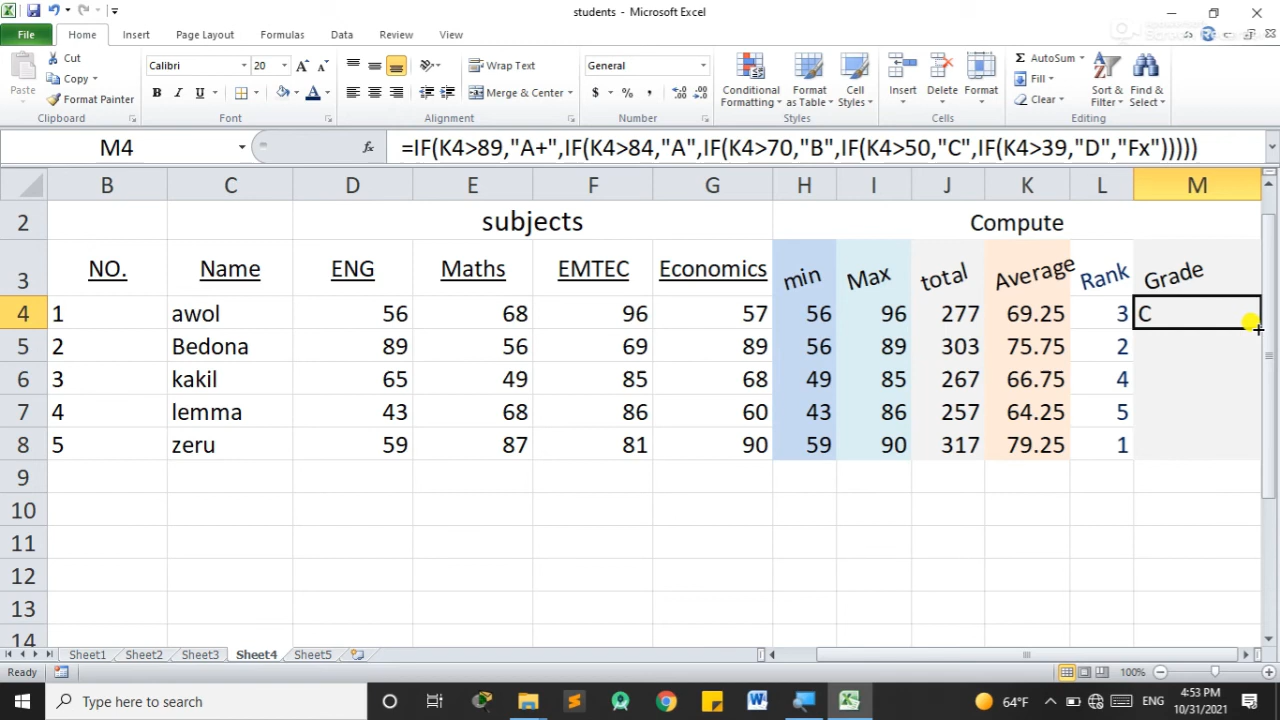 students - Microsoft Excel
File Home Insert Page Layout Formulas Data Review View
Paste Cut Copy Format Painter Clipboard
Calibri 20 A A B I U A Font
Wrap Text Merge & Center Alignment
General $ % , Number
Conditional Formatting Format as Table Cell Styles Styles
Insert Delete Format Cells
Σ AutoSum Fill Clear Sort & Filter Find & Select Editing
M4 fx =IF(K4>89,"A+",IF(K4>84,"A",IF(K4>70,"B",IF(K4>50,"C",IF(K4>39,"D","Fx")))))
B C D E F G H I J K L M
2 subjects Compute
3 NO. Name ENG Maths EMTEC Economics min Max total Average Rank Grade
4 1 awol 56 68 96 57 56 96 277 69.25 3 C
5 2 Bedona 89 56 69 89 56 89 303 75.75 2
6 3 kakil 65 49 85 68 49 85 267 66.75 4
7 4 lemma 43 68 86 60 43 86 257 64.25 5
8 5 zeru 59 87 81 90 59 90 317 79.25 1
9
10
11
12
13
14
Sheet1 Sheet2 Sheet3 Sheet4 Sheet5
Ready 100%
Type here to search W 64°F ENG 4:53 PM
10/31/2021